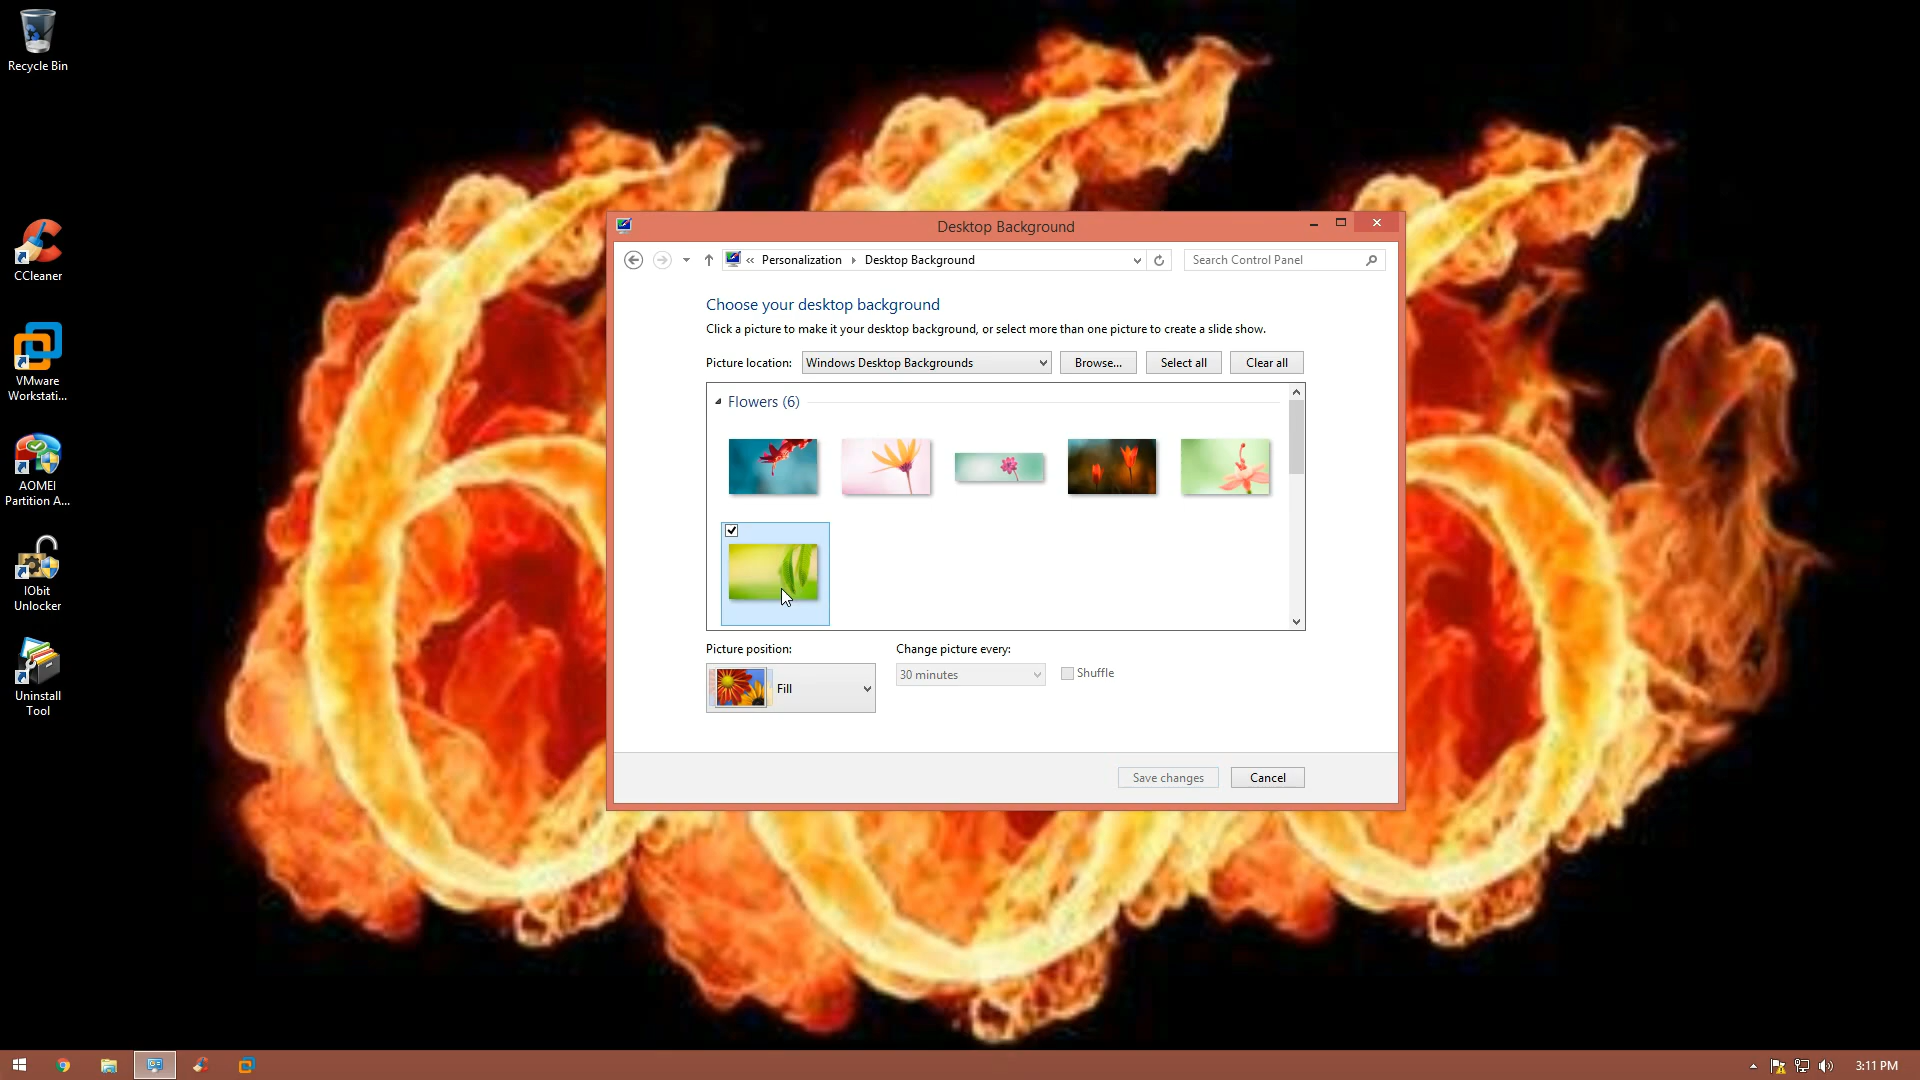 Recycle Bin
CCleaner
VMware
Workstati...
AOMEI
Partition A...
IObit
Unlocker
Uninstall
Tool
Desktop Background
« Personalization Desktop Background
Search Control Panel
Choose your desktop background
Click a picture to make it your desktop background, or select more than one picture to create a slide show.
Picture location: Windows Desktop Backgrounds Browse... Select all Clear all
Flowers (6)
Picture position: Change picture every:
Fill 30 minutes Shuffle
Save changes Cancel
3:11 PM
666